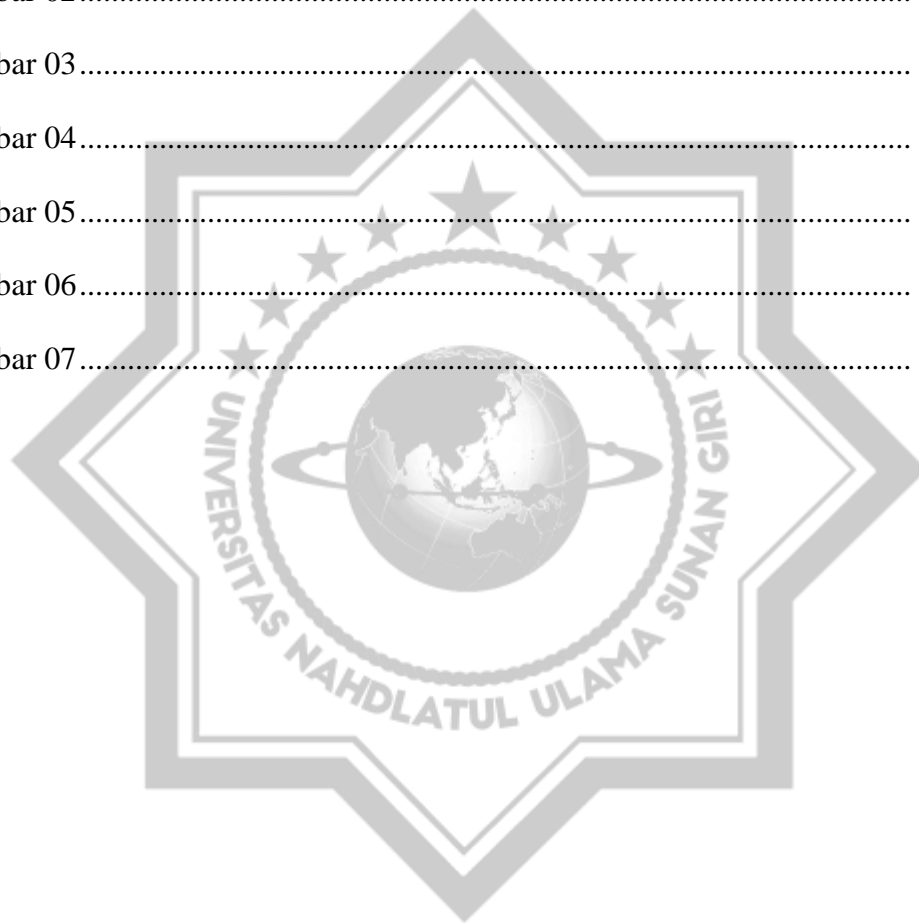 bar 03................................................................................................................
bar 04................................................................................................................
bar 05................................................................................................................
bar 06................................................................................................................
bar 07................................................................................................................
UNIVERSITAS NAHDLATUL ULAMA SUNAN GIRI